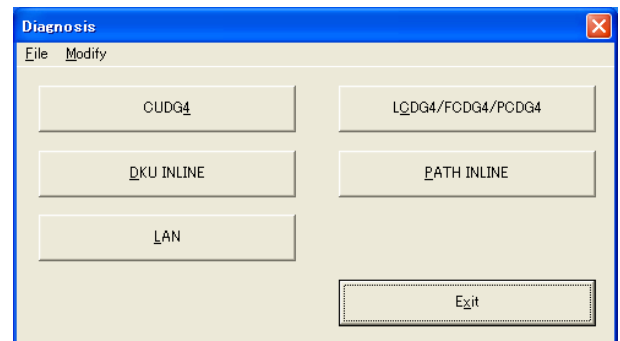 Diagnosis
File Modify
CUDG4
LCDG4/FCDG4/PCDG4
DKU INLINE
PATH INLINE
LAN
Exit